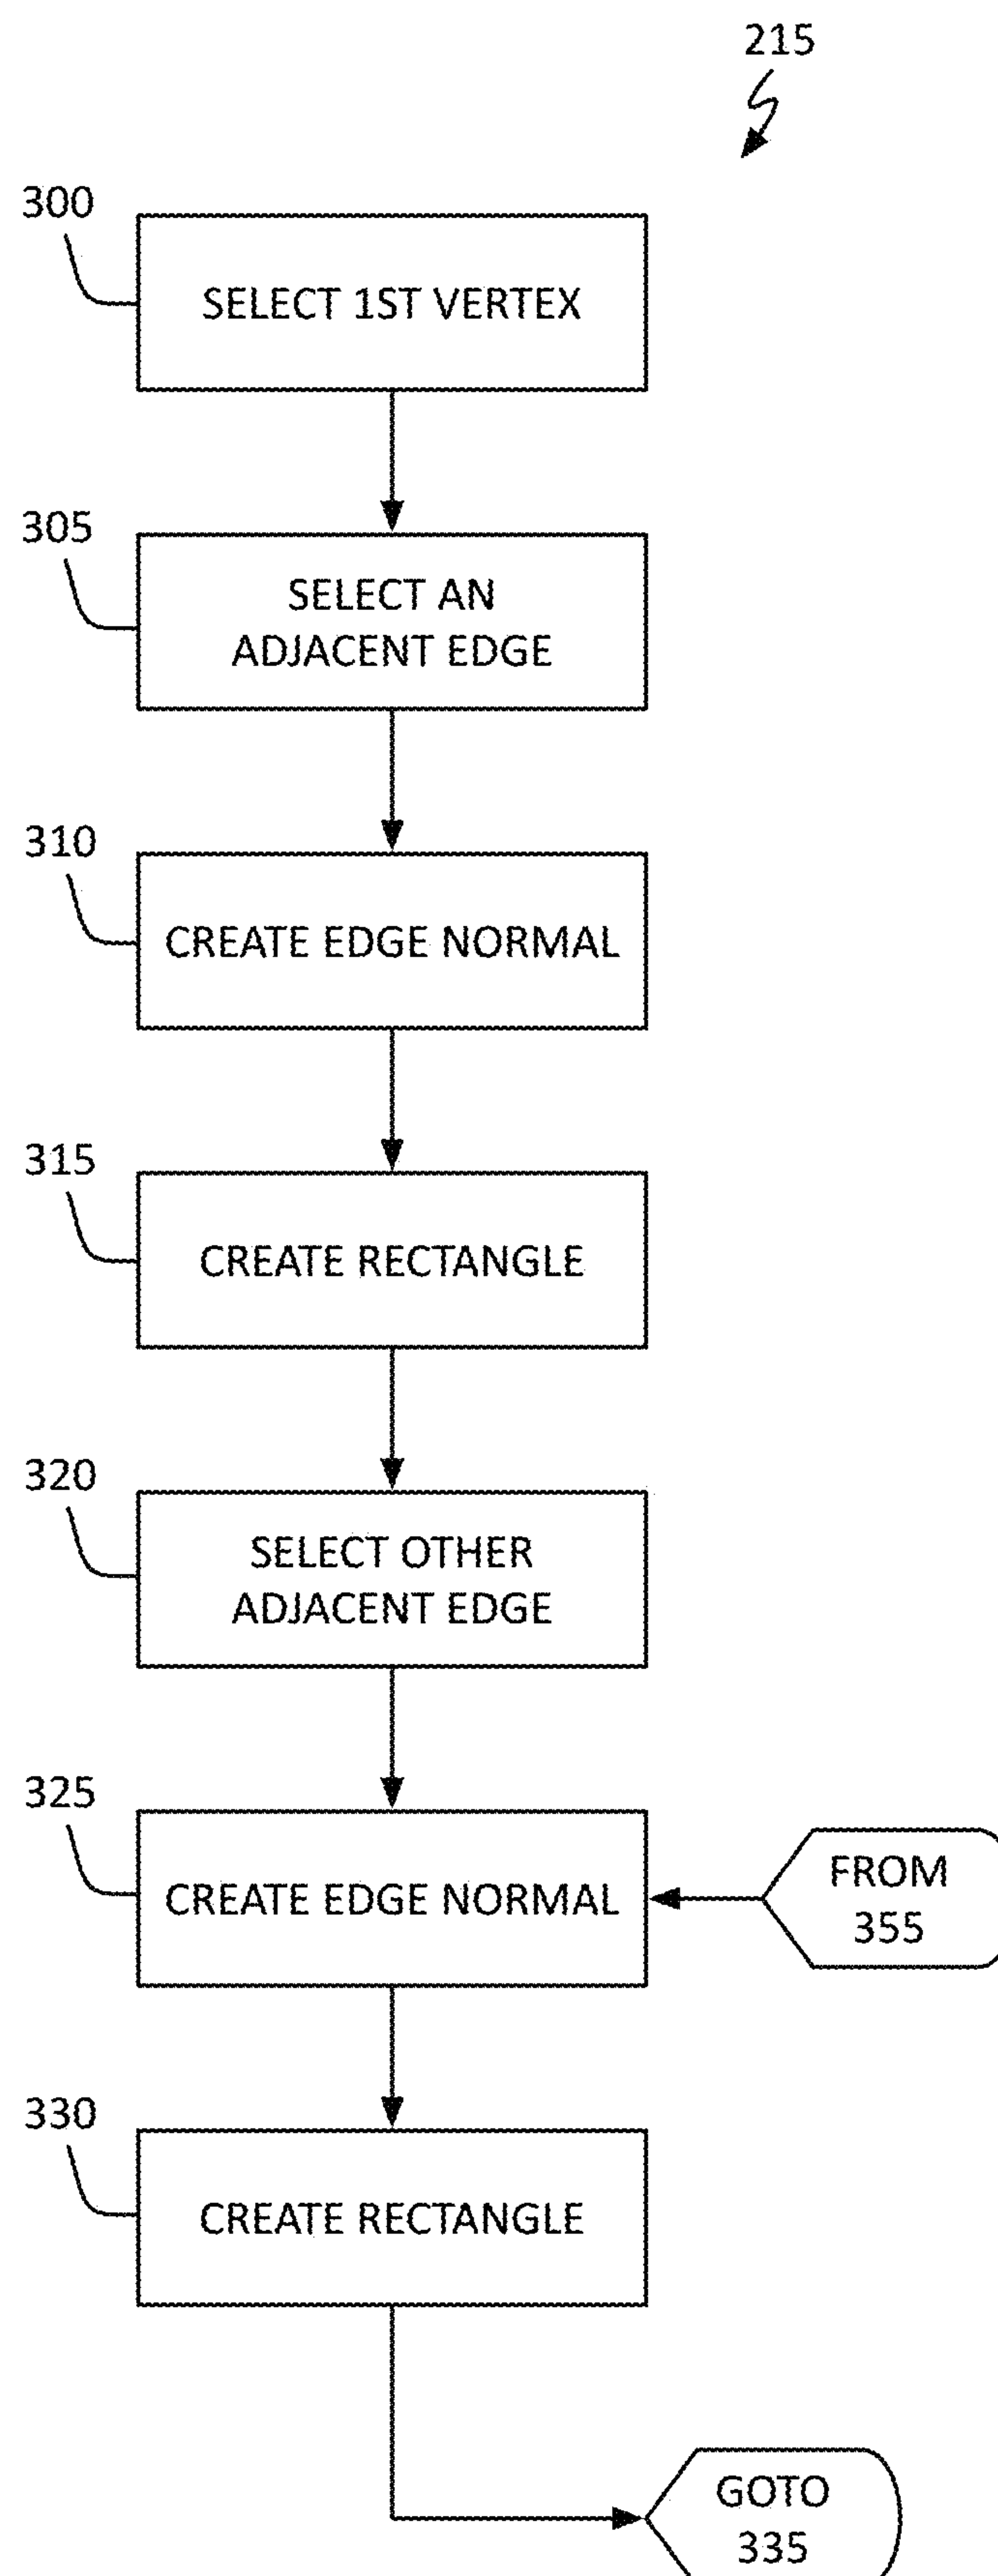 215
300
SELECT 1ST VERTEX
305
SELECT AN
ADJACENT EDGE
310
CREATE EDGE NORMAL
315
CREATE RECTANGLE
320
SELECT OTHER
ADJACENT EDGE
325
CREATE EDGE NORMAL
FROM
355
330
CREATE RECTANGLE
GOTO
335